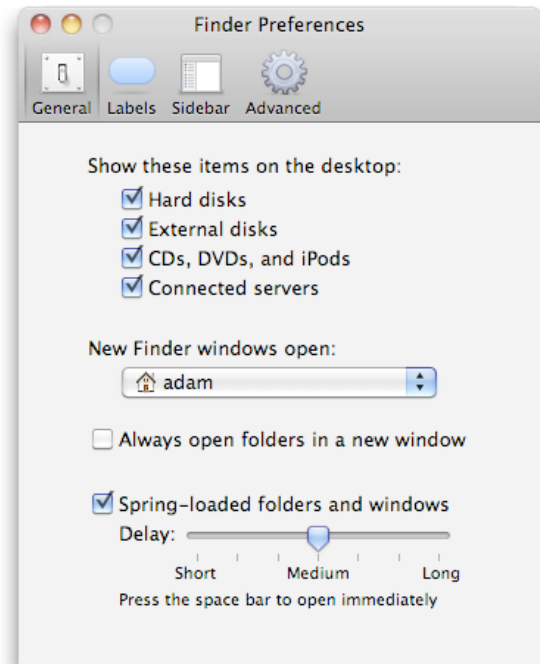 Finder Preferences
General Labels Sidebar Advanced
Show these items on the desktop:
Hard disks
External disks
CDs, DVDs, and iPods
Connected servers
New Finder windows open:
adam
Always open folders in a new window
Spring-loaded folders and windows
Delay:
Short Medium Long
Press the space bar to open immediately